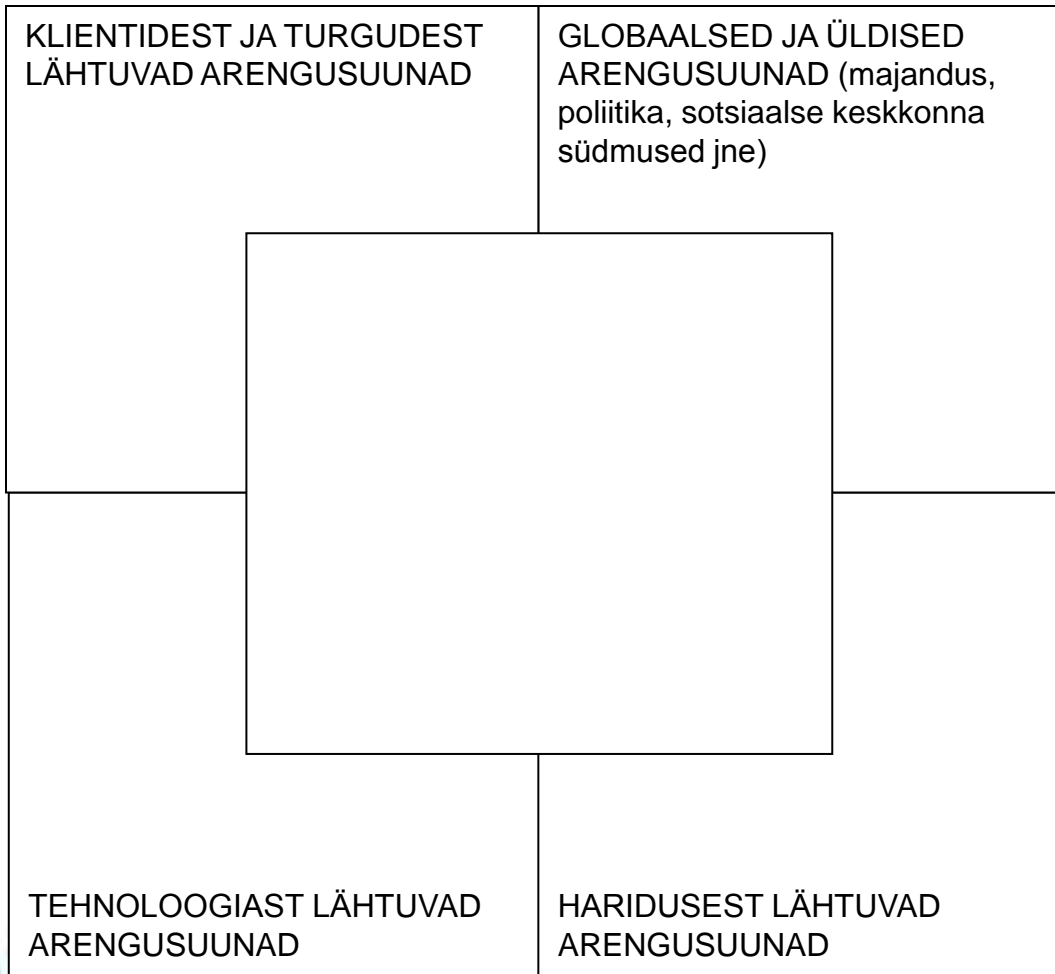 KLIENTIDEST JA TURGUDEST
LÄHTUVAD ARENGUSUUNAD
GLOBAALSED JA ÜLDISED
ARENGUSUUNAD (majandus,
poliitika, sotsiaalse keskkonna
südmused jne)
TEHNOLOOGIAST LÄHTUVAD
ARENGUSUUNAD
HARIDUSEST LÄHTUVAD
ARENGUSUUNAD